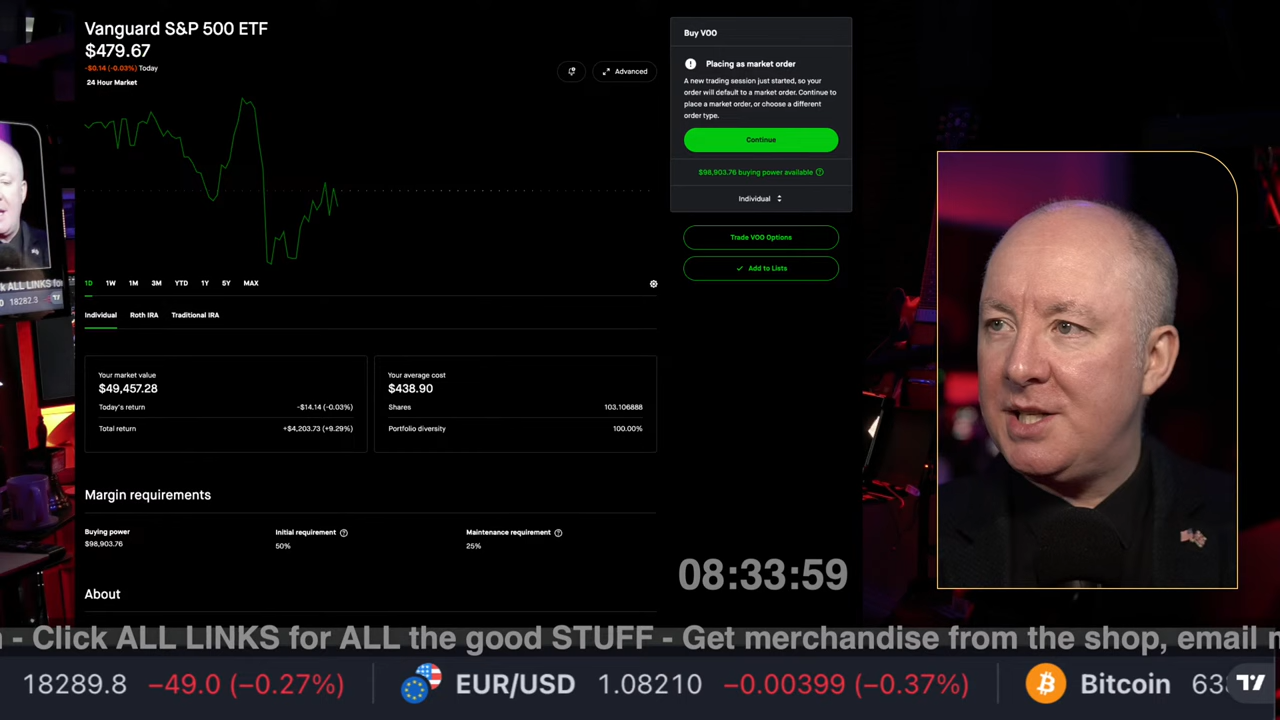 Vanguard S&P 500 ETF
$479.67
-$0.14 (-0.03%) Today
24 Hour Market
Advanced
1D 1W 1M 3M YTD 1Y 5Y MAX
Individual Roth IRA Traditional IRA
Your market value
$49,457.28
Today's return -$14.14 (-0.03%)
Total return +$4,203.73 (+9.29%)
Your average cost
$438.90
Shares 103.106888
Portfolio diversity 100.00%
Margin requirements
Buying power
$98,903.76
Initial requirement ?
50%
Maintenance requirement ?
25%
About
Buy VOO
! Placing as market order
A new trading session just started, so your
order will default to a market order. Continue to
place a market order, or choose a different
order type.
Continue
$98,903.76 buying power available ?
Individual
Trade VOO Options
Add to Lists
08:33:59
k ALL LINKS for
18282.3
- Click ALL LINKS for ALL the good STUFF - Get merchandise from the shop, email
18289.8 −49.0 (−0.27%) EUR/USD 1.08210 −0.00399 (−0.37%) Bitcoin